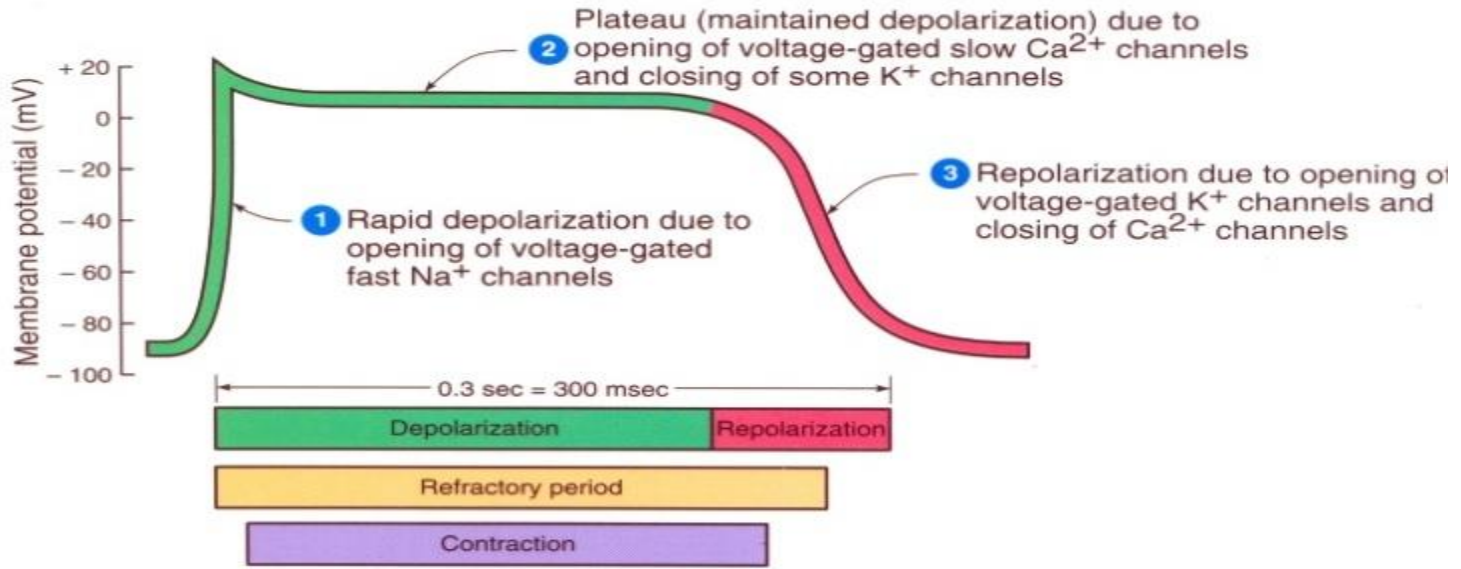 Plateau (maintained depolarization) due to
2 opening of voltage-gated slow Ca2+ channels
and closing of some K+ channels
Membrane potential (mV)
+ 20
0
– 20
– 40
– 60
– 80
– 100
1 Rapid depolarization due to
opening of voltage-gated
fast Na+ channels
3 Repolarization due to opening of
voltage-gated K+ channels and
closing of Ca2+ channels
0.3 sec = 300 msec
Depolarization
Repolarization
Refractory period
Contraction